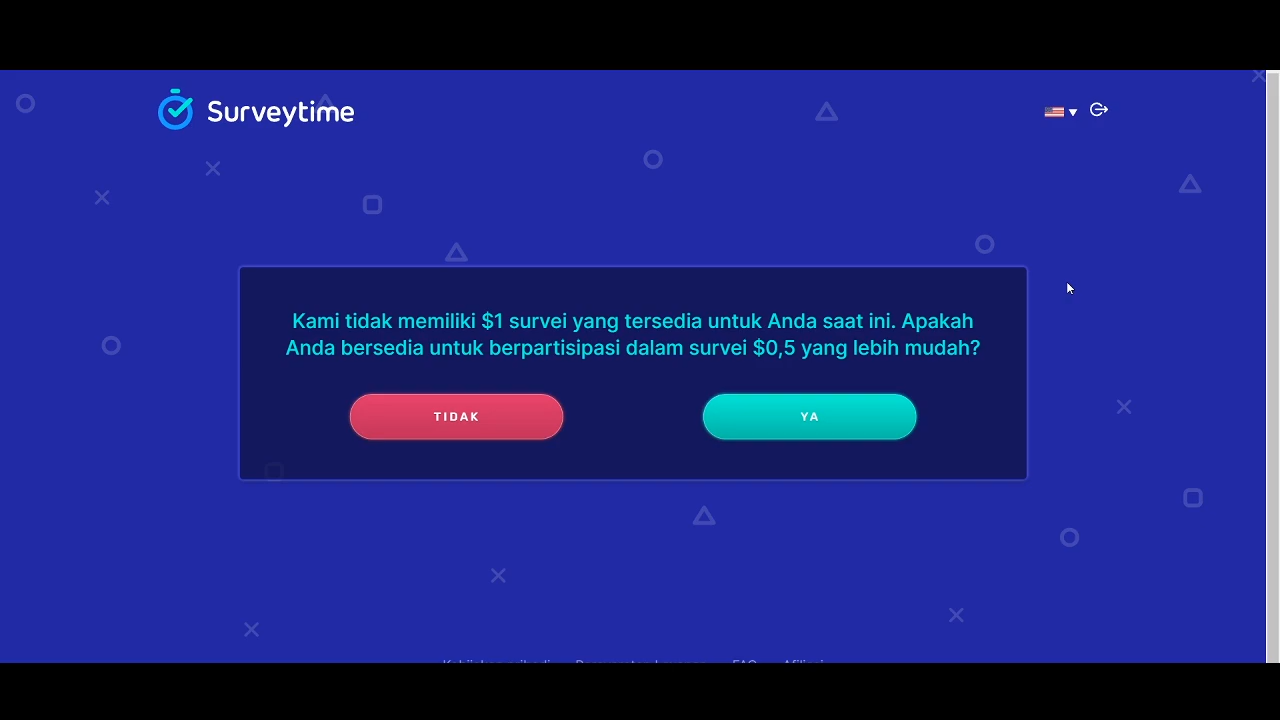 Surveytime
Kami tidak memiliki $1 survei yang tersedia untuk Anda saat ini. Apakah
Anda bersedia untuk berpartisipasi dalam survei $0,5 yang lebih mudah?
TIDAK
YA